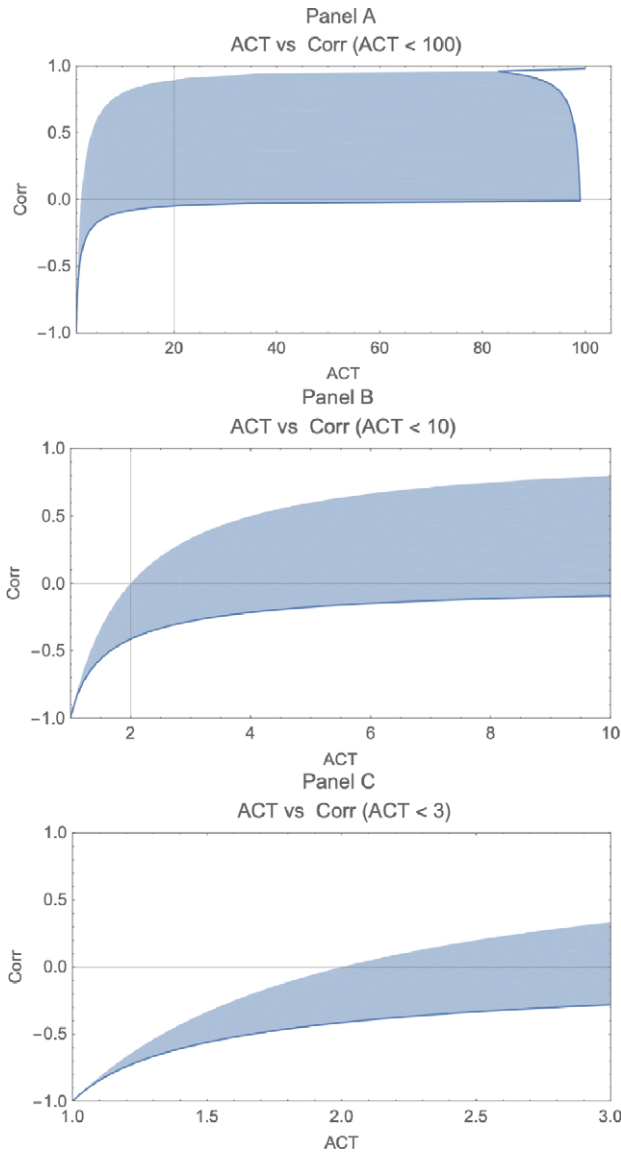 Panel A
ACT vs Corr (ACT < 100)
1.0
0.5
0.0
−0.5
−1.0
Corr
20 40 60 80 100
ACT
Panel B
ACT vs Corr (ACT < 10)
1.0
0.5
0.0
−0.5
−1.0
Corr
2 4 6 8 10
ACT
Panel C
ACT vs Corr (ACT < 3)
1.0
0.5
0.0
−0.5
−1.0
Corr
1.0 1.5 2.0 2.5 3.0
ACT